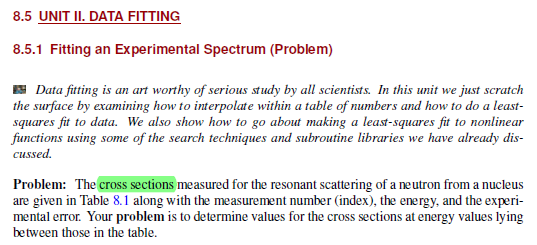 8.5 UNIT II. DATA FITTING
8.5.1 Fitting an Experimental Spectrum (Problem)
Data fitting is an art worthy of serious study by all scientists. In this unit we just scratch
the surface by examining how to interpolate within a table of numbers and how to do a least-
squares fit to data. We also show how to go about making a least-squares fit to nonlinear
functions using some of the search techniques and subroutine libraries we have already dis-
cussed.
Problem: The cross sections measured for the resonant scattering of a neutron from a nucleus
are given in Table 8.1 along with the measurement number (index), the energy, and the experi-
mental error. Your problem is to determine values for the cross sections at energy values lying
between those in the table.